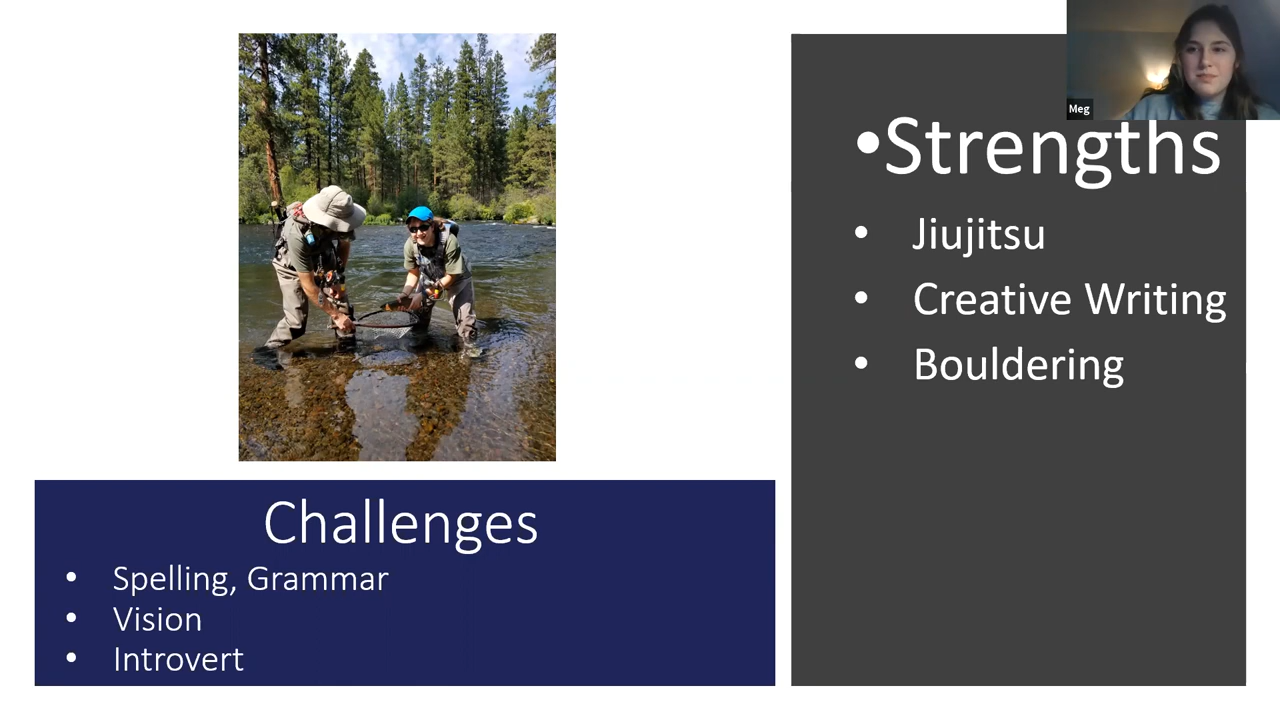 Meg
•Strengths
• Jiujitsu
• Creative Writing
• Bouldering
Challenges
• Spelling, Grammar
• Vision
• Introvert